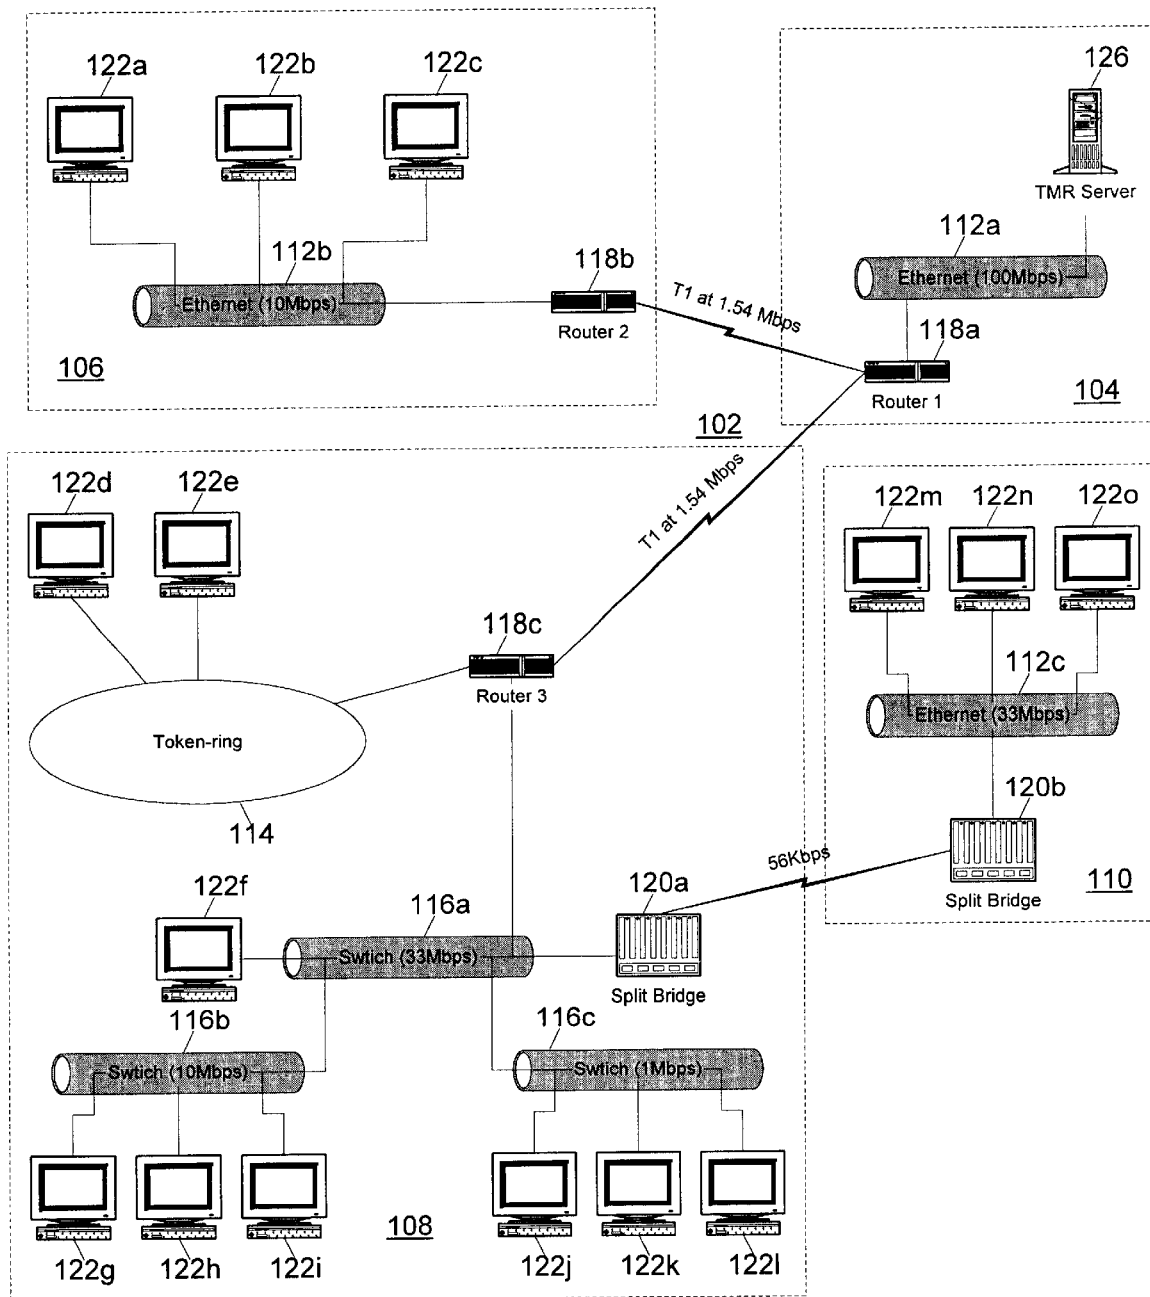 122a
122b
122c
112b
Ethernet (10Mbps)
118b
Router 2
106
T1 at 1.54 Mbps
126
TMR Server
112a
Ethernet (100Mbps)
118a
Router 1
104
102
T1 at 1.54 Mbps
122d
122e
118c
Router 3
Token-ring
114
122m
122n
122o
112c
Ethernet (33Mbps)
120b
Split Bridge
110
56Kbps
122f
116a
Swtich (33Mbps)
120a
Split Bridge
116b
Swtich (10Mbps)
116c
Swtich (1Mbps)
122g
122h
122i
108
122j
122k
122l